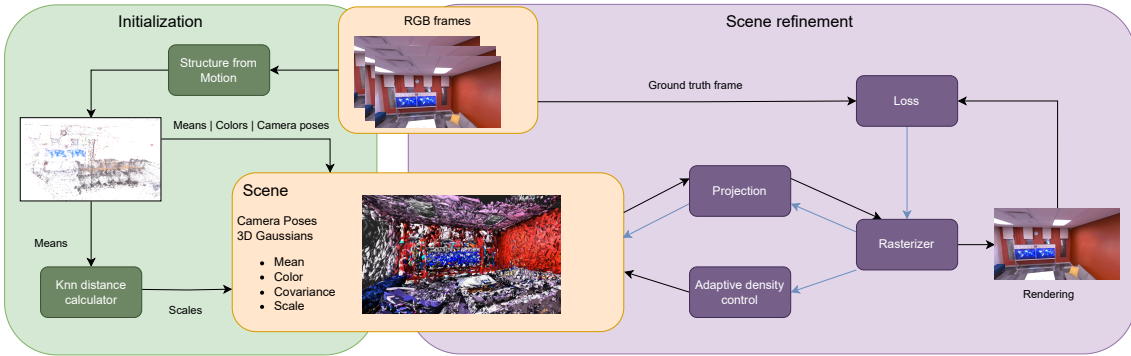 Initialization
RGB frames
Scene refinement
Structure from
Motion
Ground truth frame
Loss
Means | Colors | Camera poses
Scene
Camera Poses
3D Gaussians
Mean
Color
Covariance
Scale
Projection
Rasterizer
Means
Knn distance
calculator
Scales
Adaptive density
control
Rendering